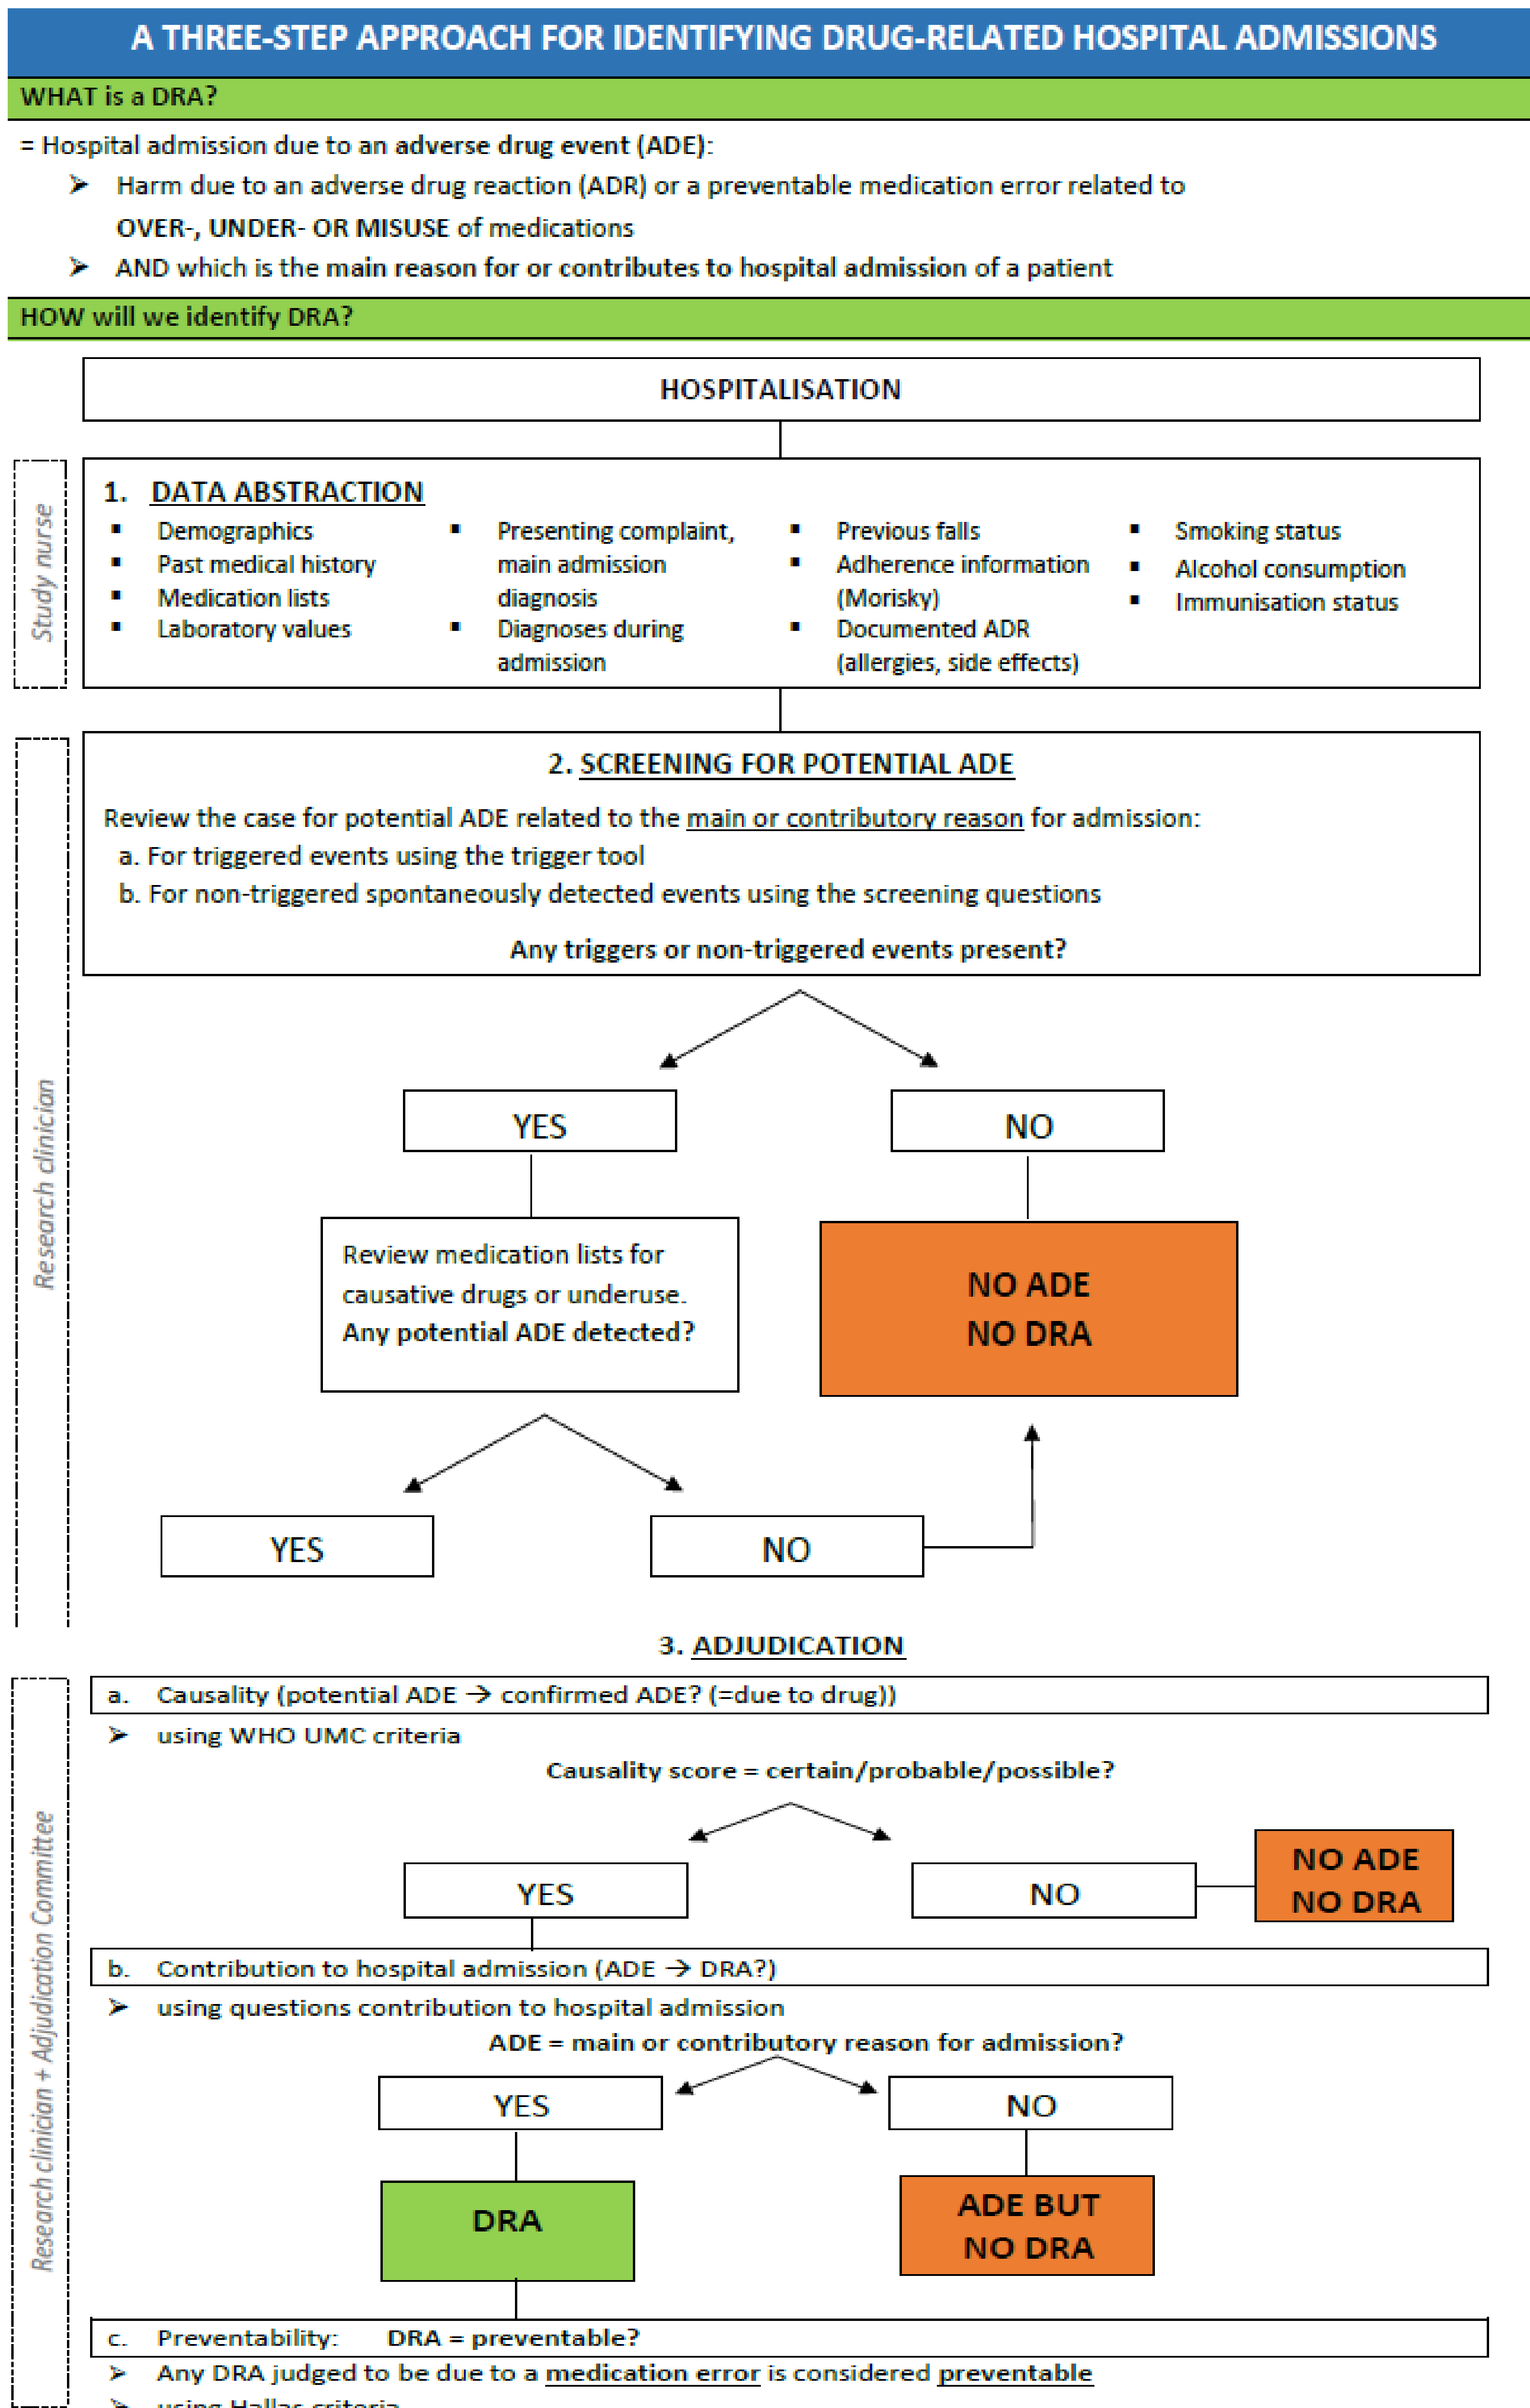 A THREE-STEP APPROACH FOR IDENTIFYING DRUG-RELATED HOSPITAL ADMISSIONS
WHAT is a DRA?
= Hospital admission due to an adverse drug event (ADE):
➢ Harm due to an adverse drug reaction (ADR) or a preventable medication error related to
OVER-, UNDER- OR MISUSE of medications
➢ AND which is the main reason for or contributes to hospital admission of a patient
HOW will we identify DRA?
HOSPITALISATION
Study nurse
1. DATA ABSTRACTION
▪ Demographics
▪ Past medical history
▪ Medication lists
▪ Laboratory values
▪ Presenting complaint,
main admission
diagnosis
▪ Diagnoses during
admission
▪ Previous falls
▪ Adherence information
(Morisky)
▪ Documented ADR
(allergies, side effects)
▪ Smoking status
▪ Alcohol consumption
▪ Immunisation status
Research clinician
2. SCREENING FOR POTENTIAL ADE
Review the case for potential ADE related to the main or contributory reason for admission:
a. For triggered events using the trigger tool
b. For non-triggered spontaneously detected events using the screening questions
Any triggers or non-triggered events present?
YES
NO
Review medication lists for
causative drugs or underuse.
Any potential ADE detected?
NO ADE
NO DRA
YES
NO
3. ADJUDICATION
Research clinician + Adjudication Committee
a. Causality (potential ADE → confirmed ADE? (=due to drug))
➢ using WHO UMC criteria
Causality score = certain/probable/possible?
YES
NO
NO ADE
NO DRA
b. Contribution to hospital admission (ADE → DRA?)
➢ using questions contribution to hospital admission
ADE = main or contributory reason for admission?
YES
NO
DRA
ADE BUT
NO DRA
c. Preventability: DRA = preventable?
➢ Any DRA judged to be due to a medication error is considered preventable
➢ using Hallas criteria